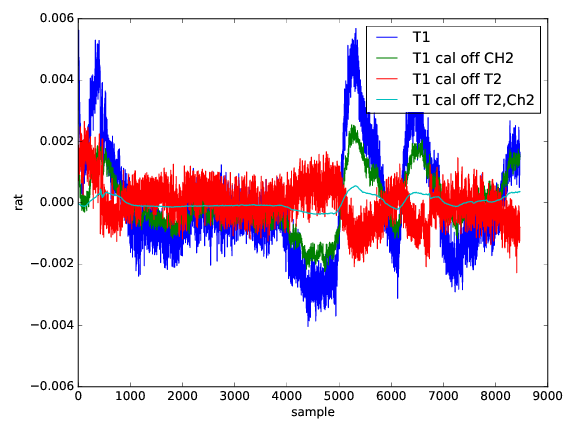 0.006
0.004
0.002
0.000
−0.002
−0.004
−0.006
rat
T1
T1 cal off CH2
T1 cal off T2
T1 cal off T2,Ch2
0 1000 2000 3000 4000 5000 6000 7000 8000 9000
sample